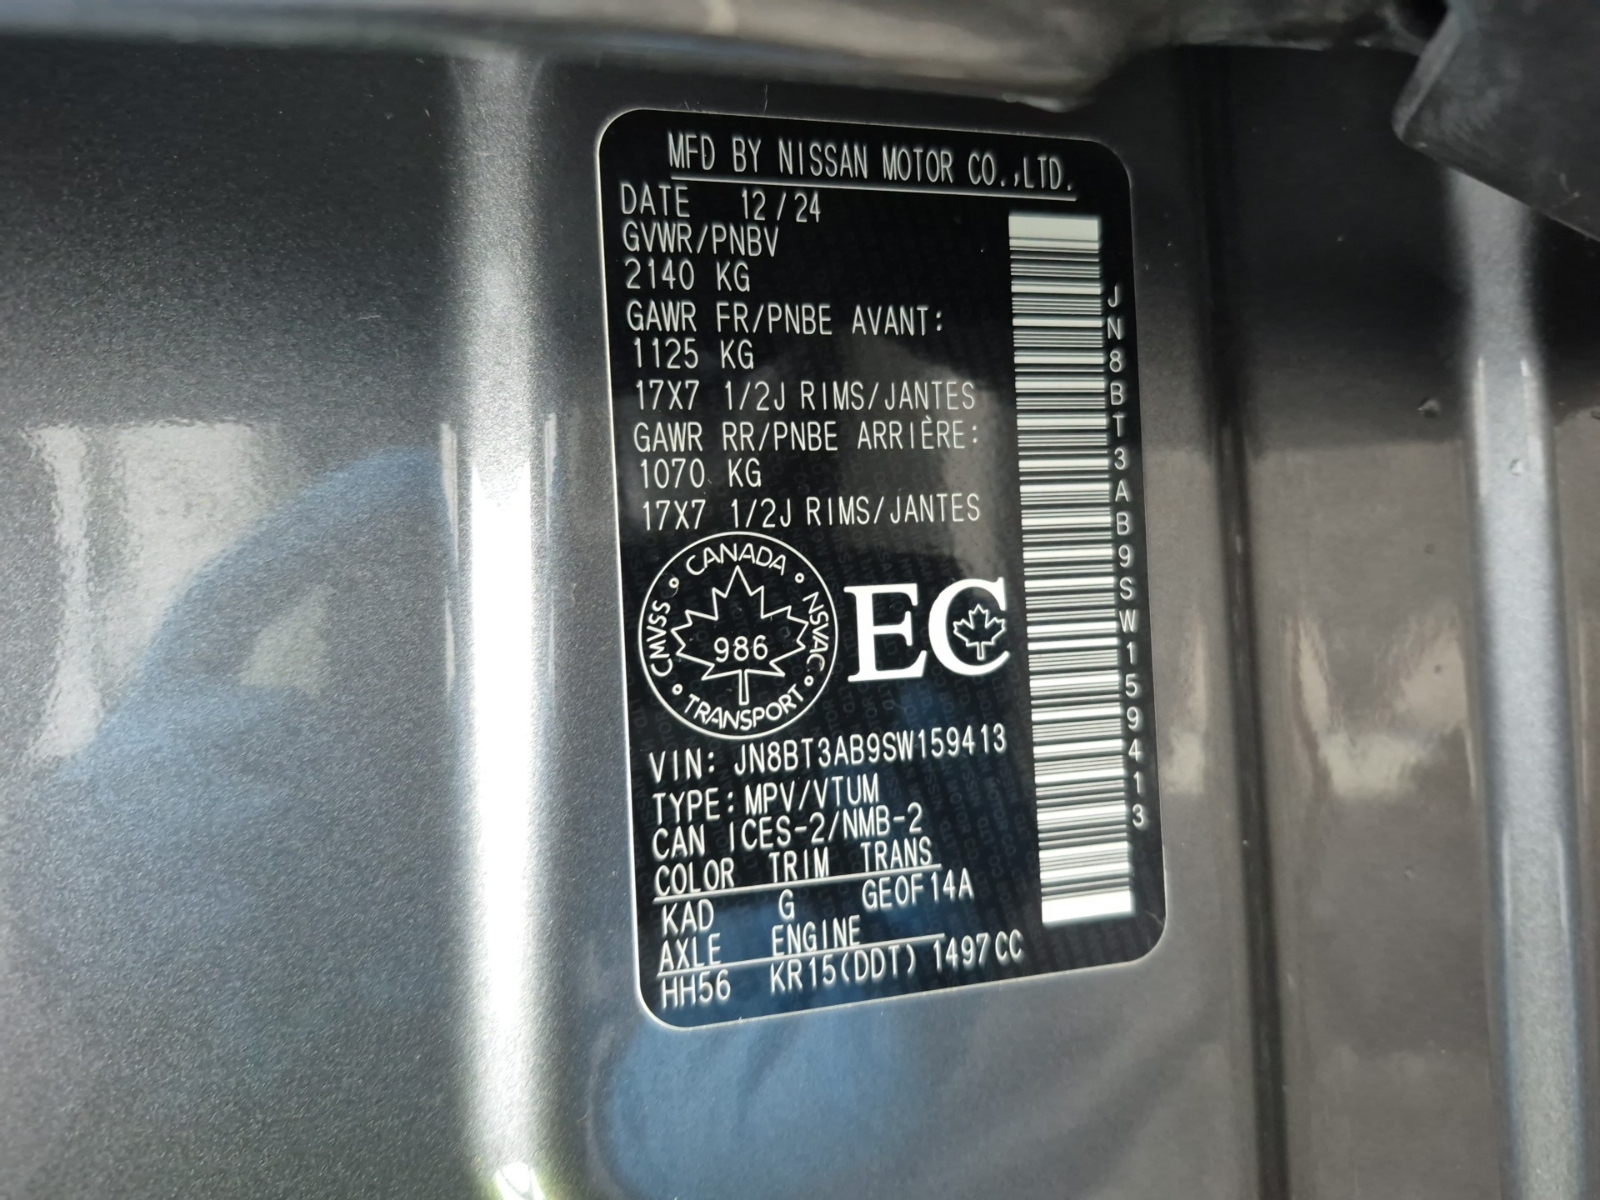 MFD BY NISSAN MOTOR CO.,LTD.
DATE 12/24
GVWR/PNBV
2140 KG
GAWR FR/PNBE AVANT:
1125 KG
17X7 1/2J RIMS/JANTES
GAWR RR/PNBE ARRIÈRE:
1070 KG
17X7 1/2J RIMS/JANTES
CANADA
NSVAC
TRANSPORT
CMVSS
986
EC
VIN: JN8BT3AB9SW159413
TYPE: MPV/VTUM
CAN ICES-2/NMB-2
COLOR TRIM TRANS
KAD G GEOF14A
AXLE ENGINE
HH56 KR15(DDT) 1497CC
JN8BT3AB9SW159413